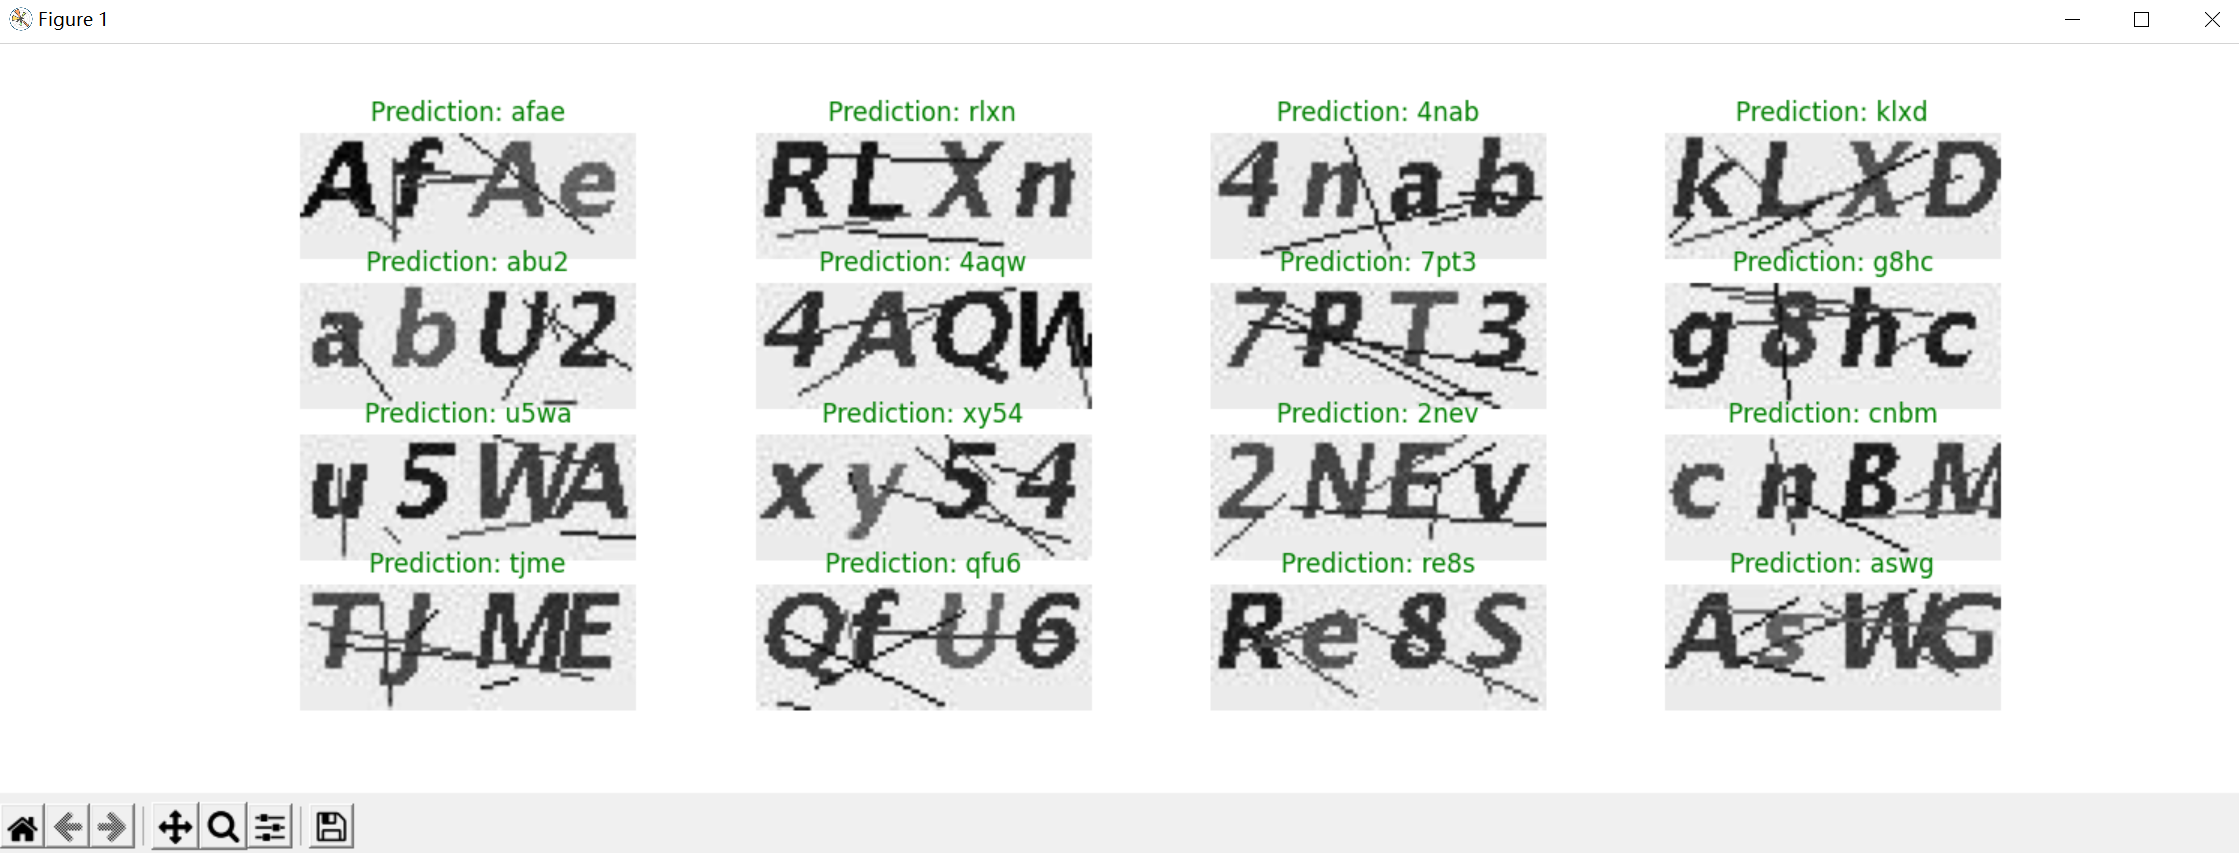 Figure 1
Prediction: afae Prediction: rlxn Prediction: 4nab Prediction: klxd
AfAe RLXn 4nab kLXD
Prediction: abu2 Prediction: 4aqw Prediction: 7pt3 Prediction: g8hc
abU2 4AQW 7PT3 g8hc
Prediction: u5wa Prediction: xy54 Prediction: 2nev Prediction: cnbm
u5WA xy54 2NEv cnBM
Prediction: tjme Prediction: qfu6 Prediction: re8s Prediction: aswg
TJME QfU6 Re8S AsWG